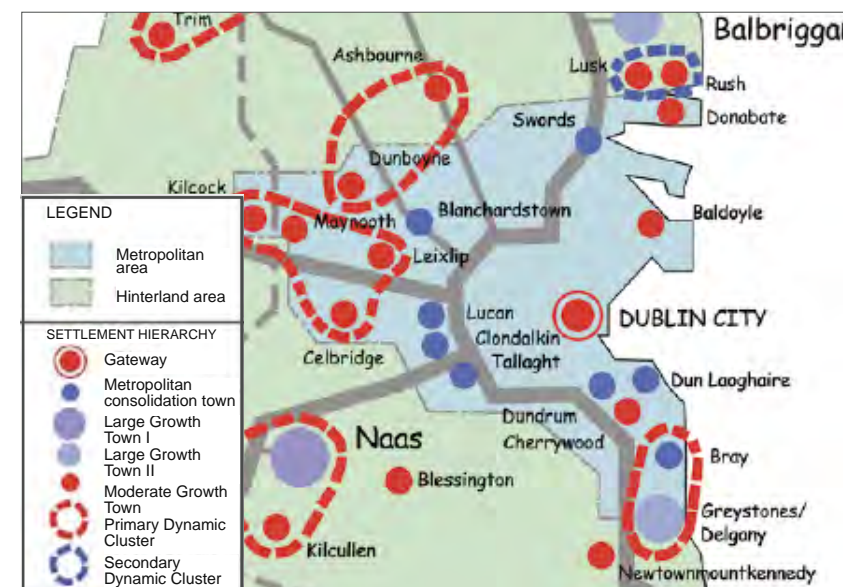 Trim
Balbriggan
Ashbourne
Lusk
Rush
Donabate
Swords
Dunboyne
Kilcock
Maynooth
Blanchardstown
Baldoyle
Leixlip
LEGEND
Metropolitan
area
Hinterland area
Lucan
Clondalkin
Tallaght
DUBLIN CITY
Celbridge
SETTLEMENT HIERARCHY
Gateway
Metropolitan
consolidation town
Large Growth
Town I
Large Growth
Town II
Moderate Growth
Town
Primary Dynamic
Cluster
Secondary
Dynamic Cluster
Dun Laoghaire
Dundrum
Cherrywood
Naas
Bray
Blessington
Greystones/
Delgany
Kilcullen
Newtownmountkennedy